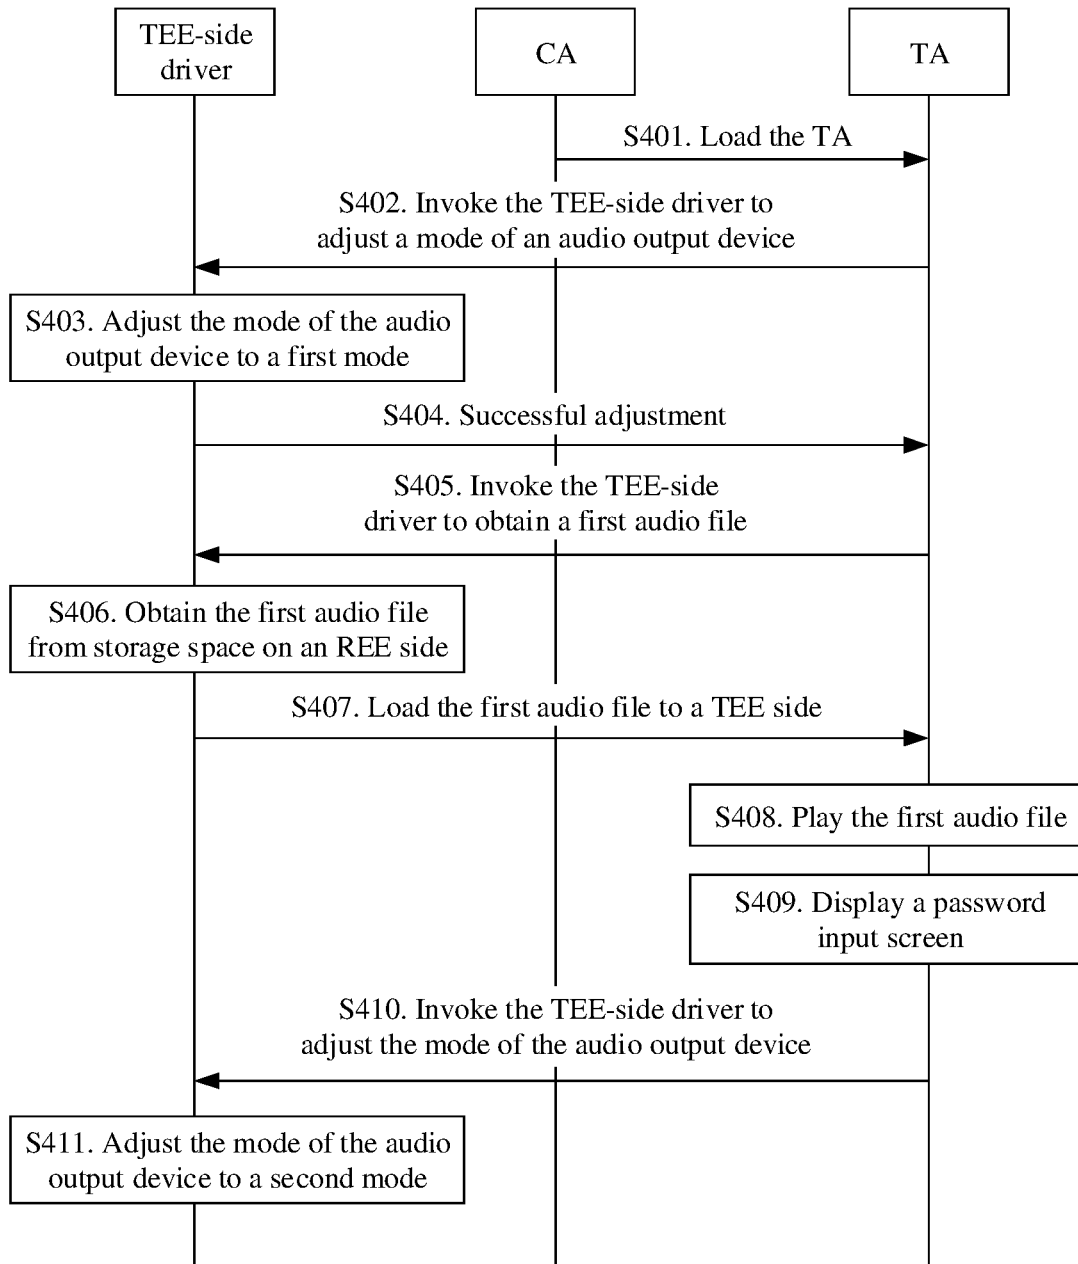 TEE-side
driver
CA
TA
S401. Load the TA
S402. Invoke the TEE-side driver to
adjust a mode of an audio output device
S403. Adjust the mode of the audio
output device to a first mode
S404. Successful adjustment
S405. Invoke the TEE-side
driver to obtain a first audio file
S406. Obtain the first audio file
from storage space on an REE side
S407. Load the first audio file to a TEE side
S408. Play the first audio file
S409. Display a password
input screen
S410. Invoke the TEE-side driver to
adjust the mode of the audio output device
S411. Adjust the mode of the audio
output device to a second mode